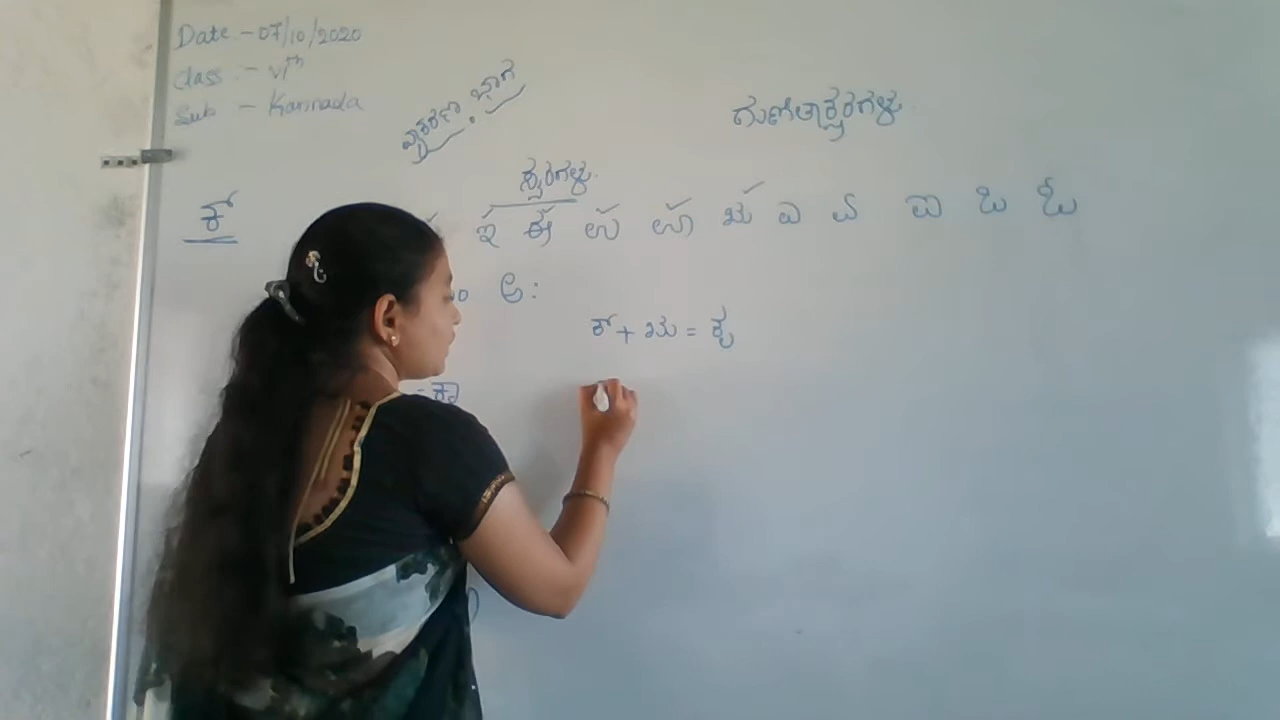 Date :- 07/10/2020
Class :- VIth
Sub - Kannada
ವ್ಯಾಕರಣ ಭಾಗ
ಗುಣಿತಾಕ್ಷರಗಳು
ಸ್ವರಗಳು
ಕ್ ಇ ಈ ಉ ಊ ಋ ಎ ಏ ಐ ಒ ಓ
ಅ:
ಕ್ + ಋ = ಕೃ
= ಕಾ